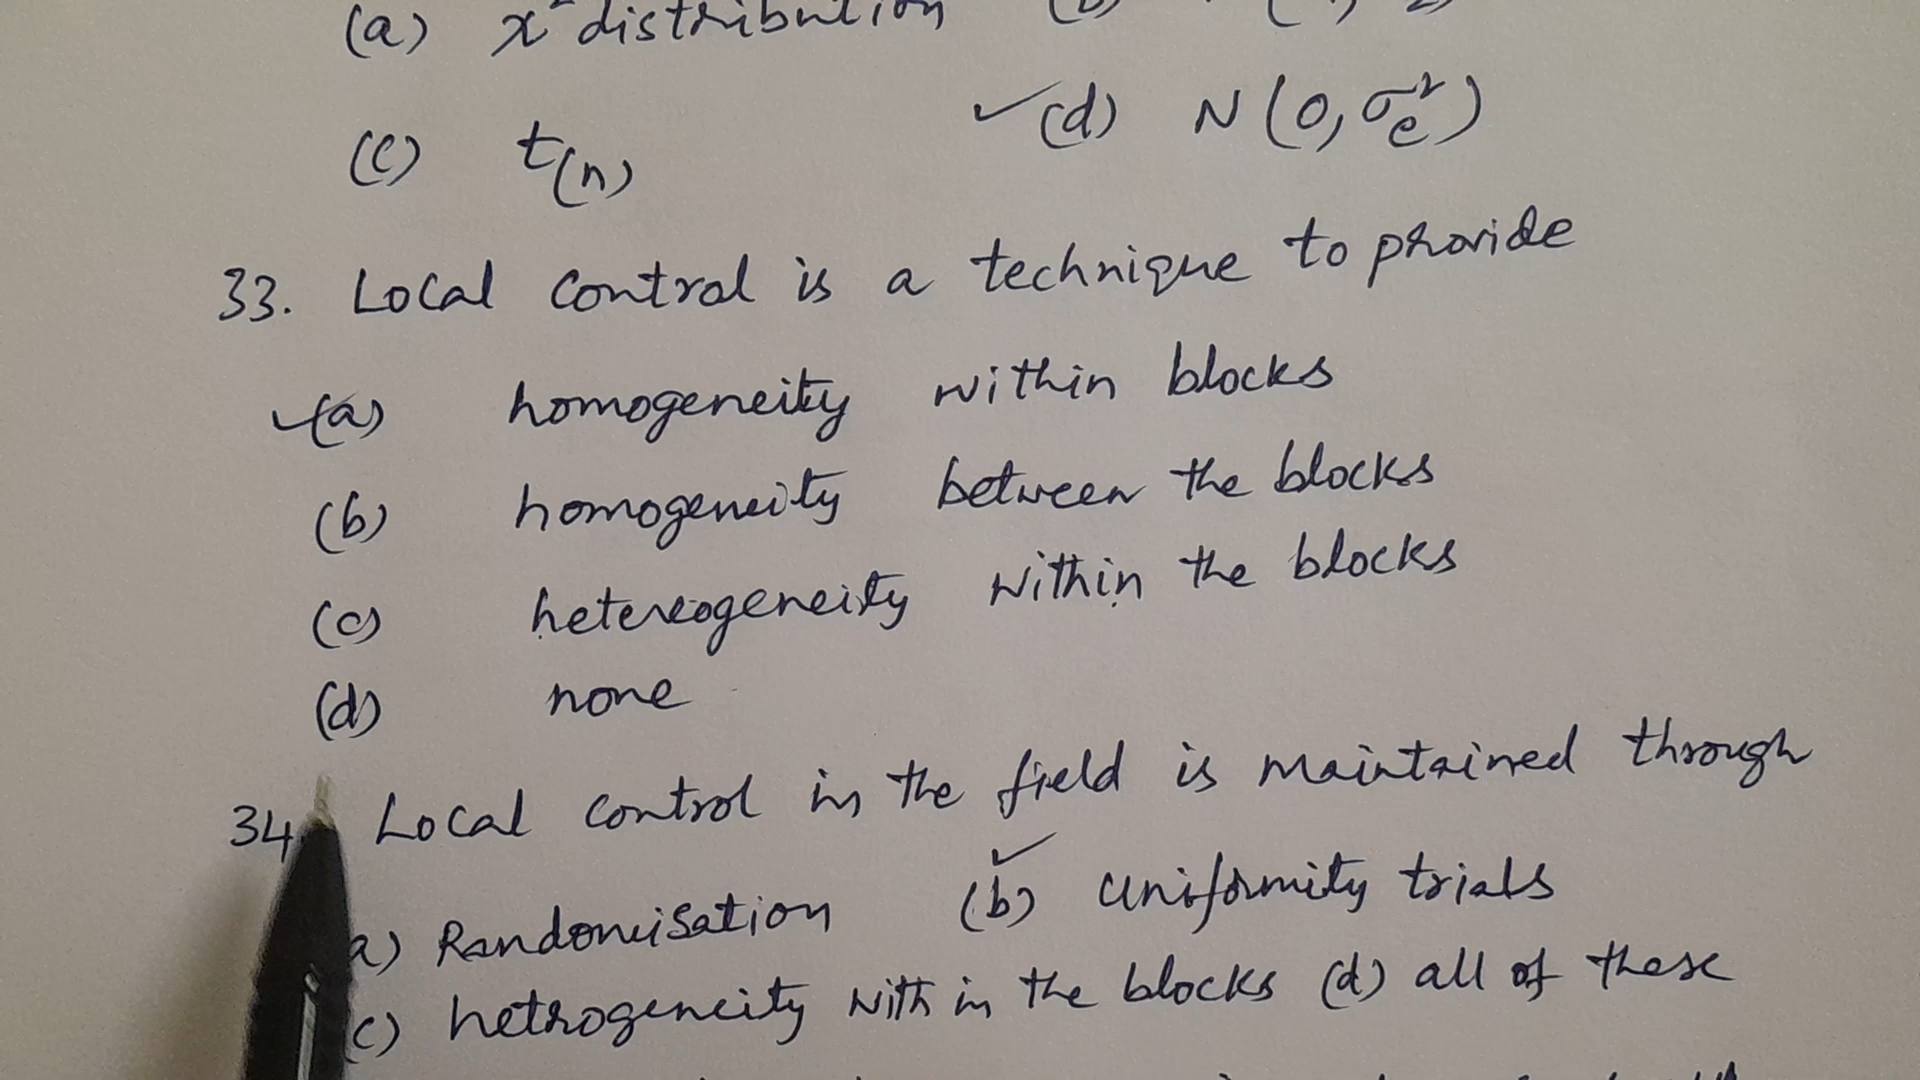 (a) x² distribution (b)
(c) t(n) ✓(d) N(0, σₑ²)
33. Local control is a technique to provide
✓(a) homogeneity within blocks
(b) homogeneity between the blocks
(c) hetereogeneity within the blocks
(d) none
34. Local control in the field is maintained through
a) Randomisation ✓(b) Uniformity trials
c) hetrogeneity with in the blocks (d) all of these